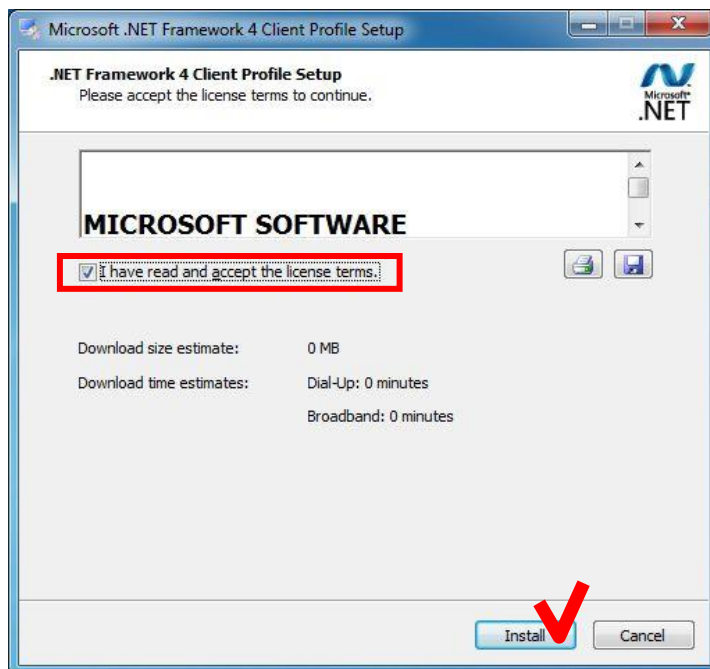 Microsoft .NET Framework 4 Client Profile Setup
.NET Framework 4 Client Profile Setup
Please accept the license terms to continue.
Microsoft®
.NET
MICROSOFT SOFTWARE
I have read and accept the license terms.
Download size estimate: 0 MB
Download time estimates: Dial-Up: 0 minutes
Broadband: 0 minutes
Install Cancel